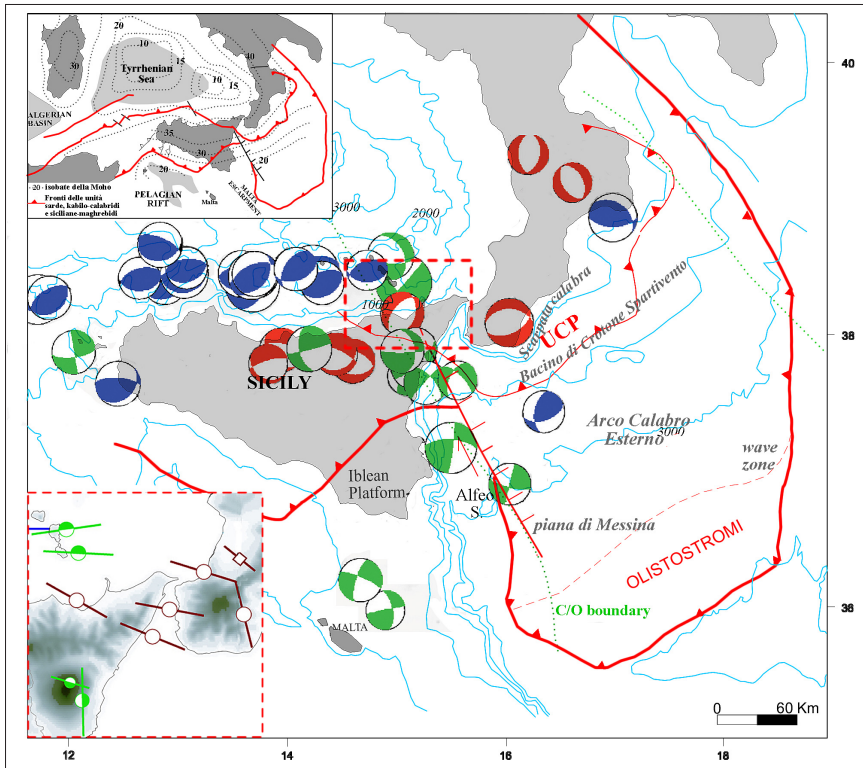 20
10
15
10
15
30
40
Tyrrhenian
Sea
ALGERIAN
BASIN
35
30
20
20
PELAGIAN
RIFT
Malta
MALTA
ESCARPMENT
20 isobate della Moho
Fronti delle unità
sarde, kabilo-calabridi
e siciliane-maghrebidi
40
3000
2000
1000
38
Scarpata calabra
UCP
Bacino di Crotone Spartivemo
SICILY
Arco Calabro
Esterno
3000
wave
zone
Iblean
Platform
Alfeo
S.
piana di Messina
OLISTOSTROMI
C/O boundary
36
MALTA
0 60 Km
12 14 16 18